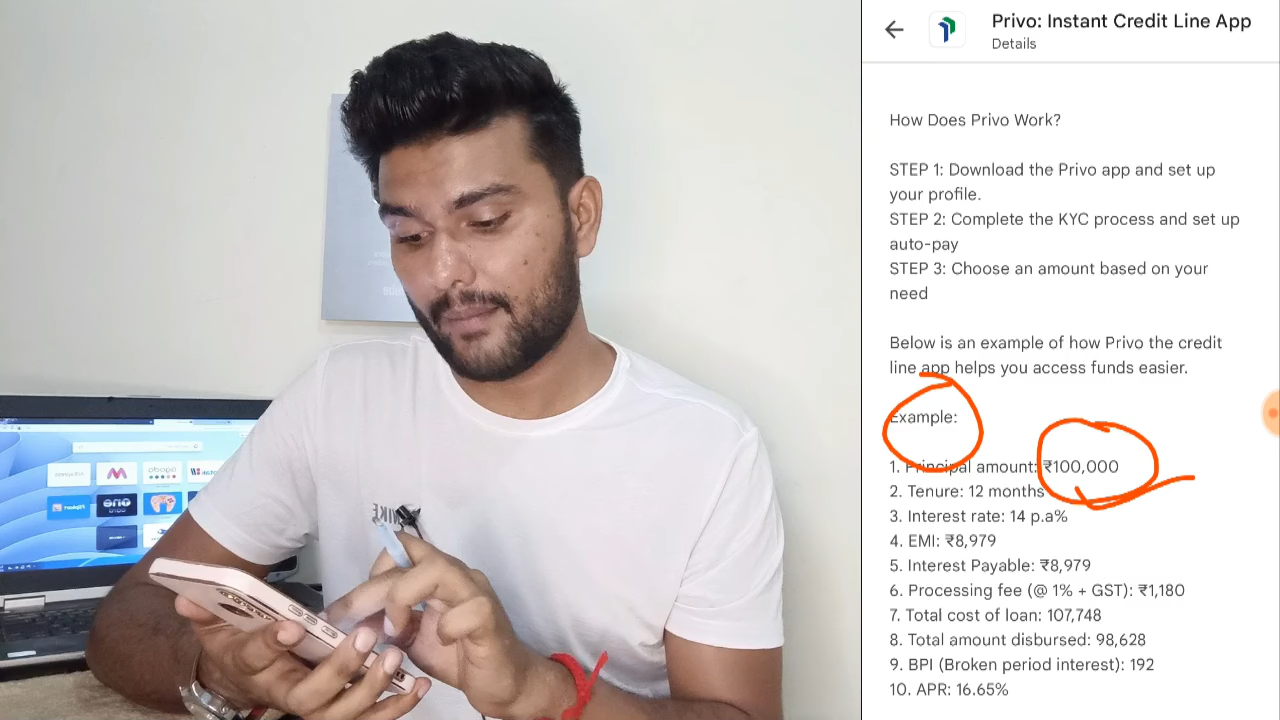 Privo: Instant Credit Line App
Details
How Does Privo Work?
STEP 1: Download the Privo app and set up
your profile.
STEP 2: Complete the KYC process and set up
auto-pay
STEP 3: Choose an amount based on your
need
Below is an example of how Privo the credit
line app helps you access funds easier.
Example:
1. Principal amount: ₹100,000
2. Tenure: 12 months
3. Interest rate: 14 p.a%
4. EMI: ₹8,979
5. Interest Payable: ₹8,979
6. Processing fee (@ 1% + GST): ₹1,180
7. Total cost of loan: 107,748
8. Total amount disbursed: 98,628
9. BPI (Broken period interest): 192
10. APR: 16.65%
NIKE